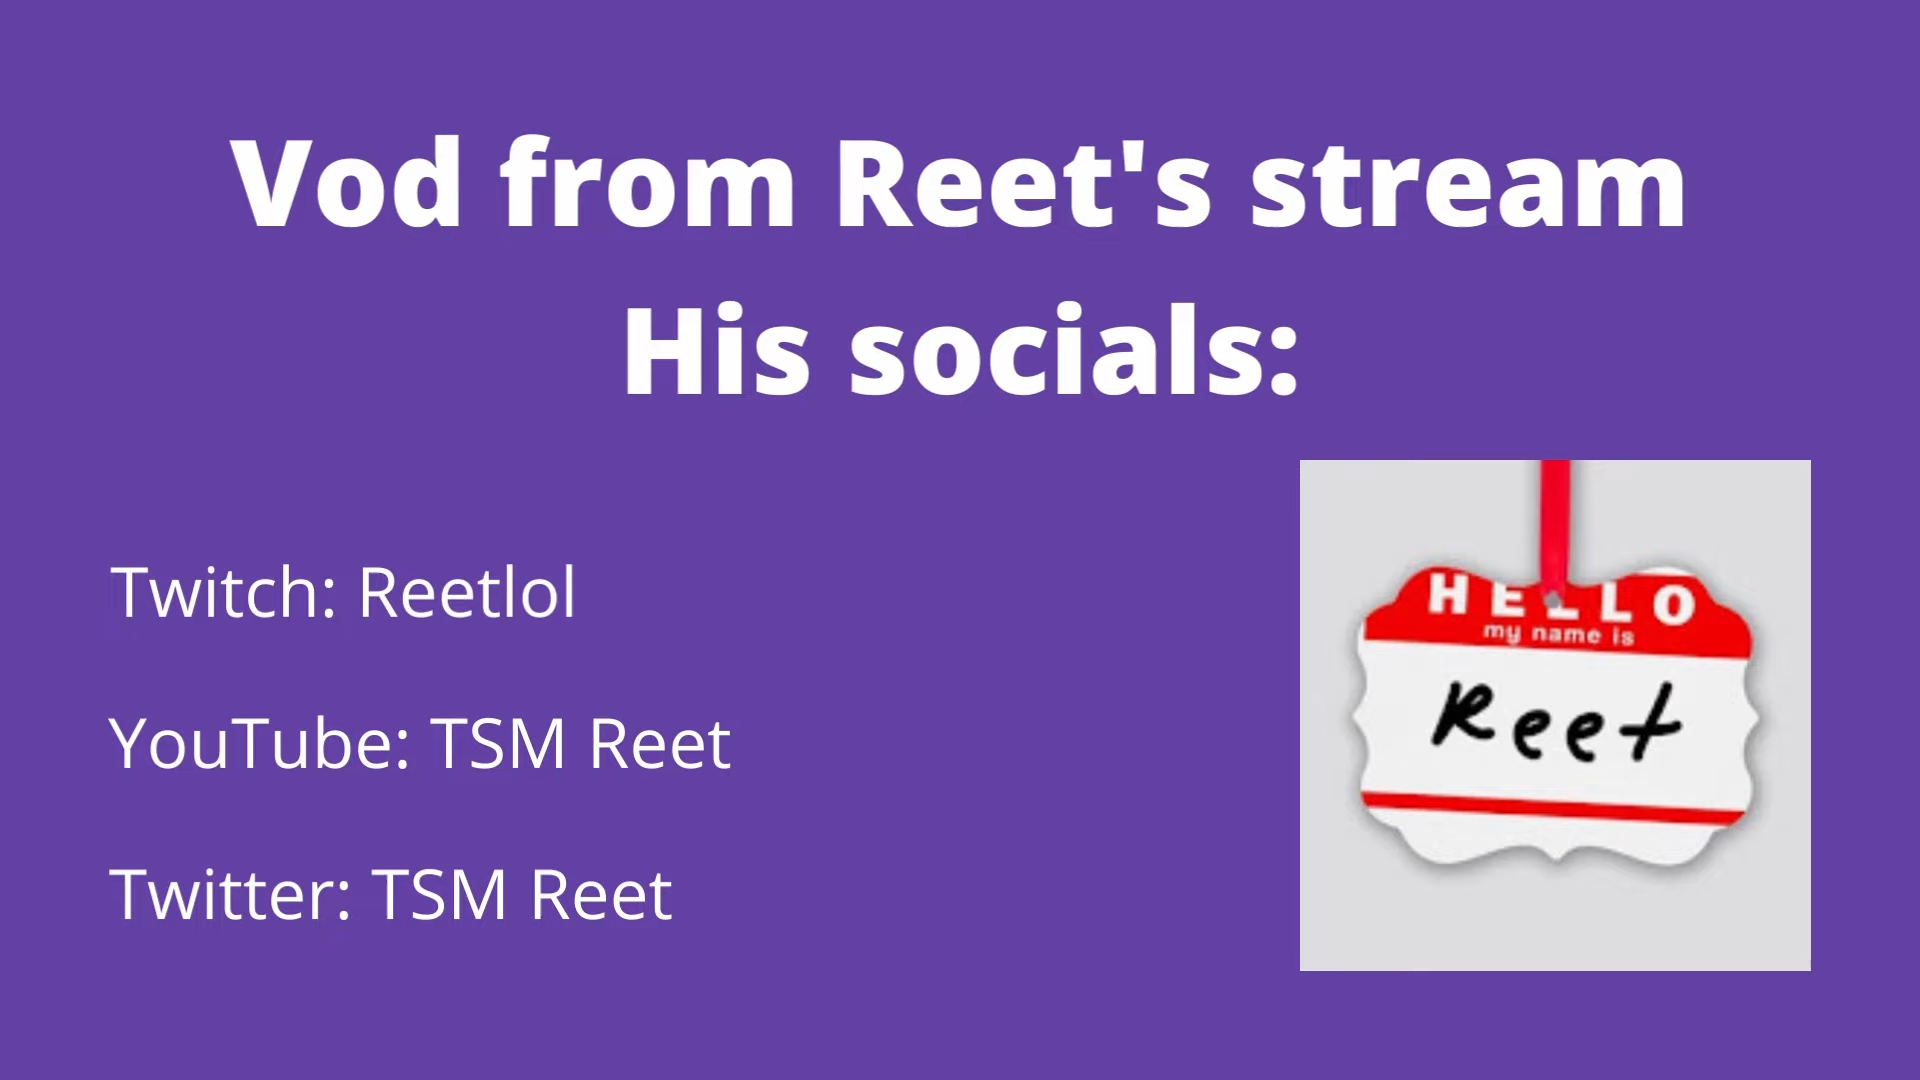 Vod from Reet's stream
His socials:
Twitch: Reetlol
YouTube: TSM Reet
Twitter: TSM Reet
HELLO
my name is
Reet